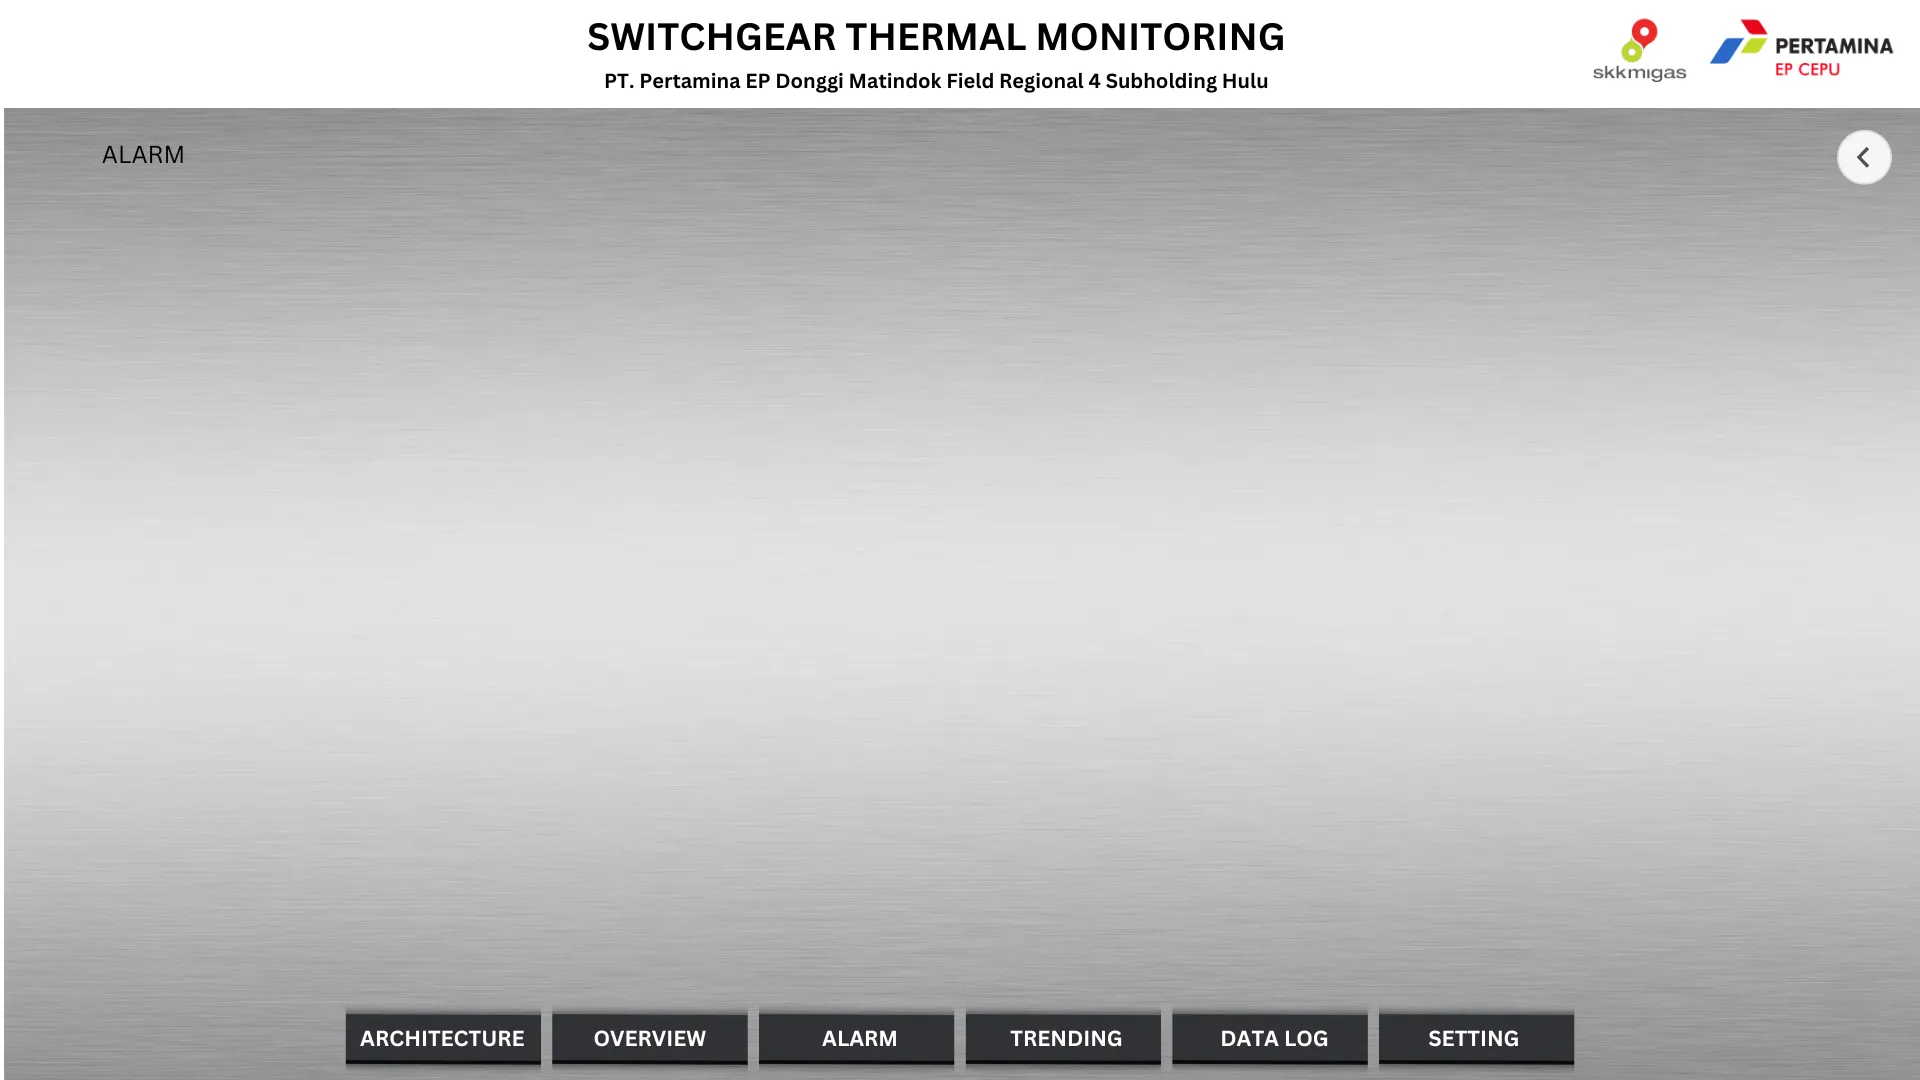 SWITCHGEAR THERMAL MONITORING
PT. Pertamina EP Donggi Matindok Field Regional 4 Subholding Hulu
skkmigas
PERTAMINA
EP CEPU
ALARM
ARCHITECTURE
OVERVIEW
ALARM
TRENDING
DATA LOG
SETTING